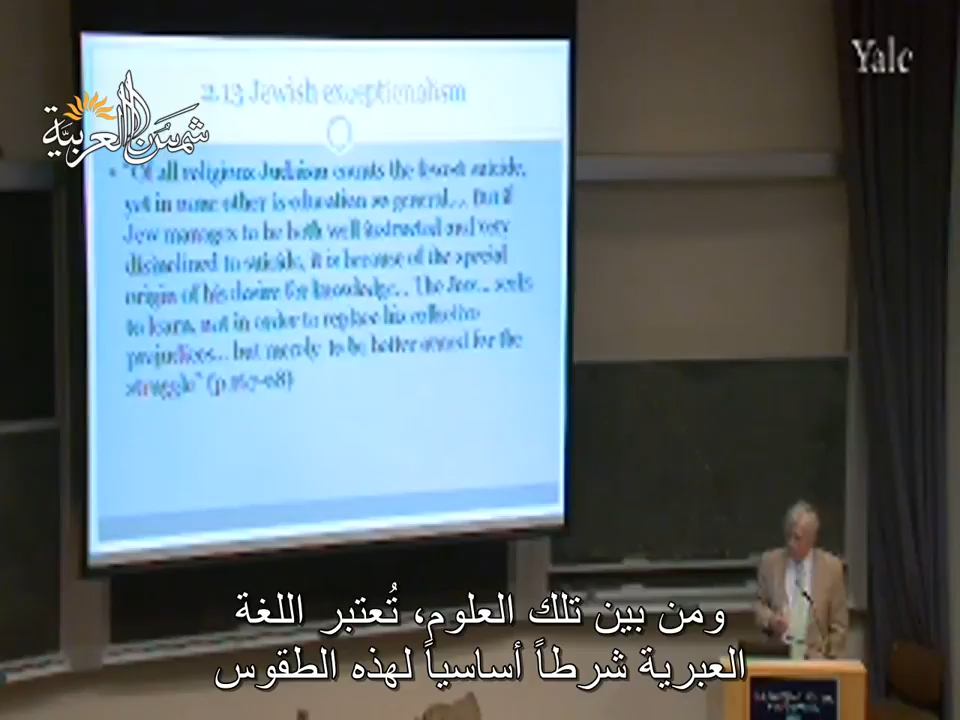 Yale
شمس العربية
2.13 Jewish exceptionalism
"Of all religions Judaism counts the fewest suicide,
yet in none other is education so general... But if
Jew manages to be both well instructed and very
disinclined to suicide, it is because of the special
origin of his desire for knowledge... The Jew... seeks
to learn, not in order to replace his collective
prejudices... but merely to be better armed for the
struggle" (p.167-68)
ومن بين تلك العلوم، تُعتبر اللغة
العبرية شرطاً أساسياً لهذه الطقوس